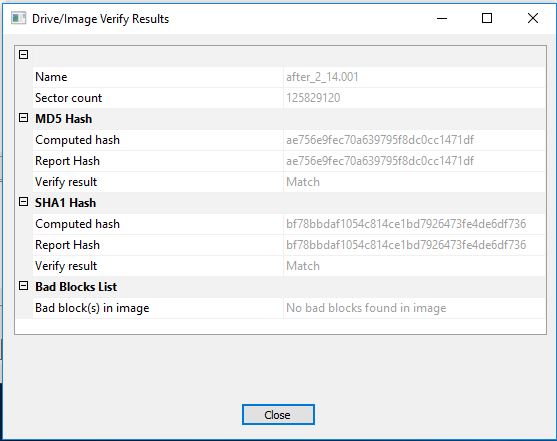 Drive/Image Verify Results
Name after_2_14.001
Sector count 125829120
MD5 Hash
Computed hash ae756e9fec70a639795f8dc0cc1471df
Report Hash ae756e9fec70a639795f8dc0cc1471df
Verify result Match
SHA1 Hash
Computed hash bf78bbdaf1054c814ce1bd7926473fe4de6df736
Report Hash bf78bbdaf1054c814ce1bd7926473fe4de6df736
Verify result Match
Bad Blocks List
Bad block(s) in image No bad blocks found in image
Close